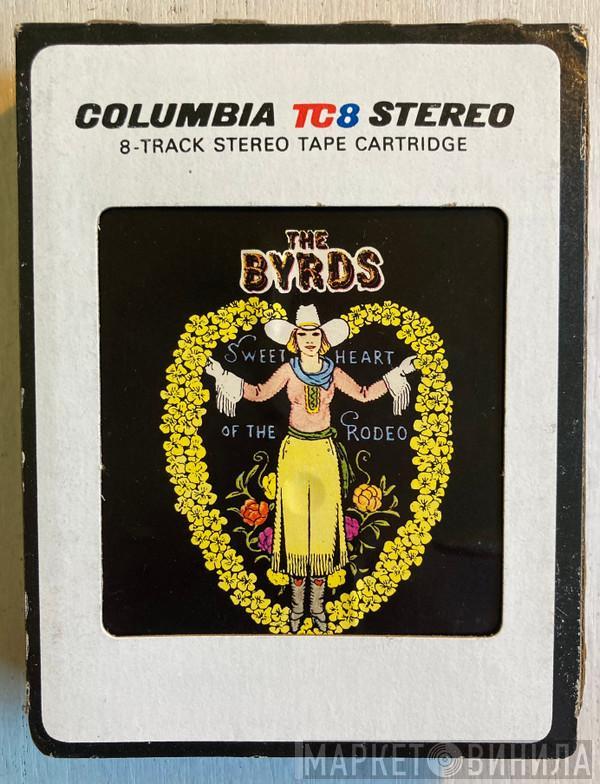 COLUMBIA TC8 STEREO
8-TRACK STEREO TAPE CARTRIDGE
THE
BYRDS
SWEET HEART
OF THE RODEO
МАРКЕТ ВИНИЛА